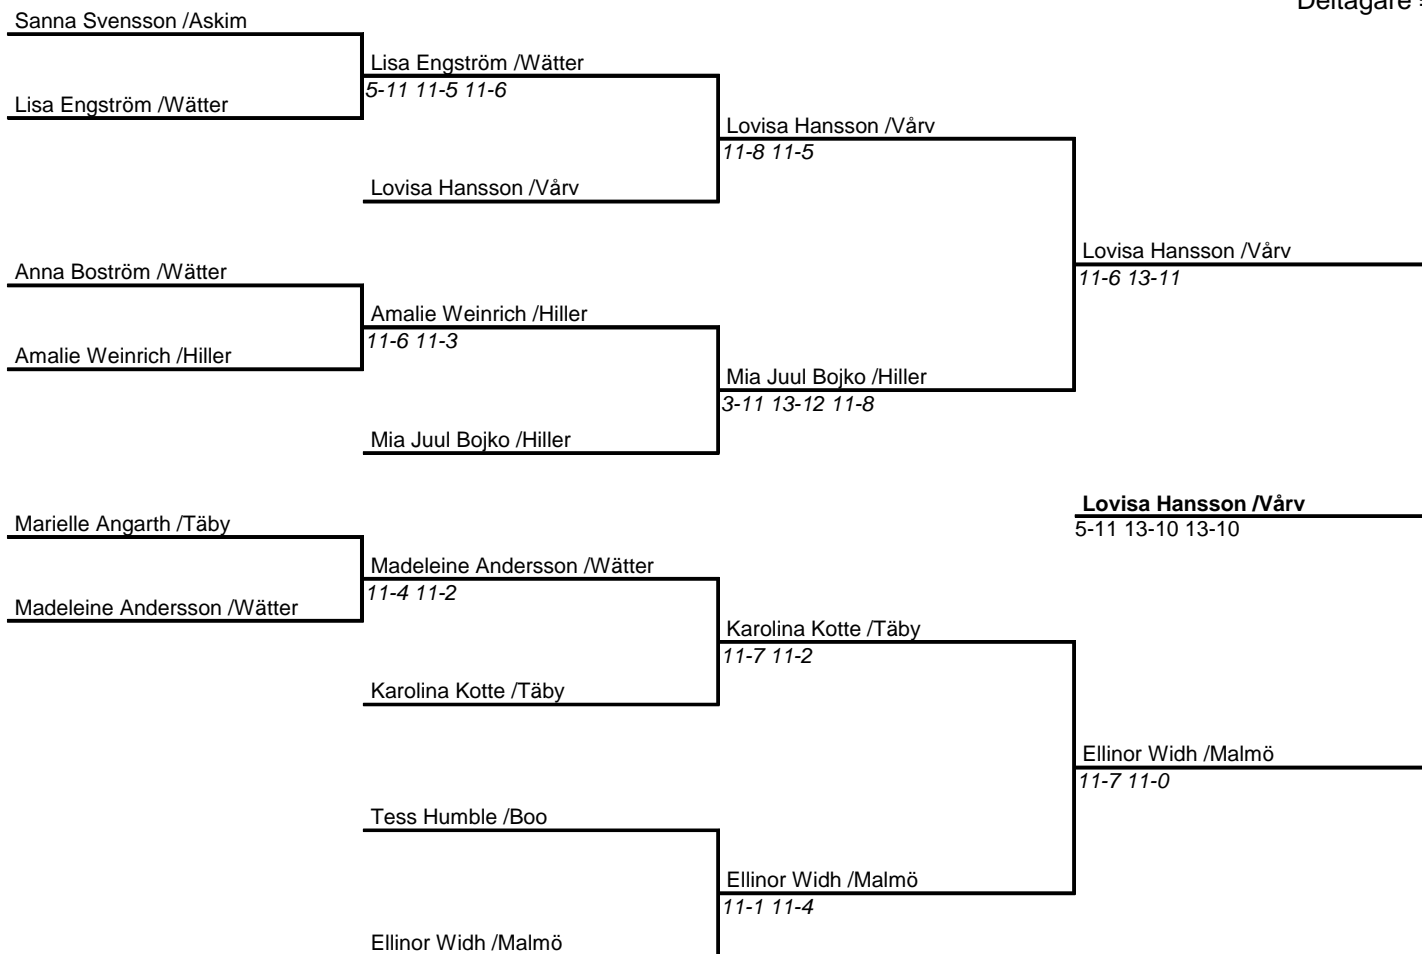 Deltagare =
Sanna Svensson /Askim
Lisa Engström /Wätter
5-11 11-5 11-6
Lisa Engström /Wätter
Lovisa Hansson /Vårv
11-8 11-5
Lovisa Hansson /Vårv
Lovisa Hansson /Vårv
11-6 13-11
Anna Boström /Wätter
Amalie Weinrich /Hiller
11-6 11-3
Amalie Weinrich /Hiller
Mia Juul Bojko /Hiller
3-11 13-12 11-8
Mia Juul Bojko /Hiller
Lovisa Hansson /Vårv
5-11 13-10 13-10
Marielle Angarth /Täby
Madeleine Andersson /Wätter
11-4 11-2
Madeleine Andersson /Wätter
Karolina Kotte /Täby
11-7 11-2
Karolina Kotte /Täby
Ellinor Widh /Malmö
11-7 11-0
Tess Humble /Boo
Ellinor Widh /Malmö
11-1 11-4
Ellinor Widh /Malmö